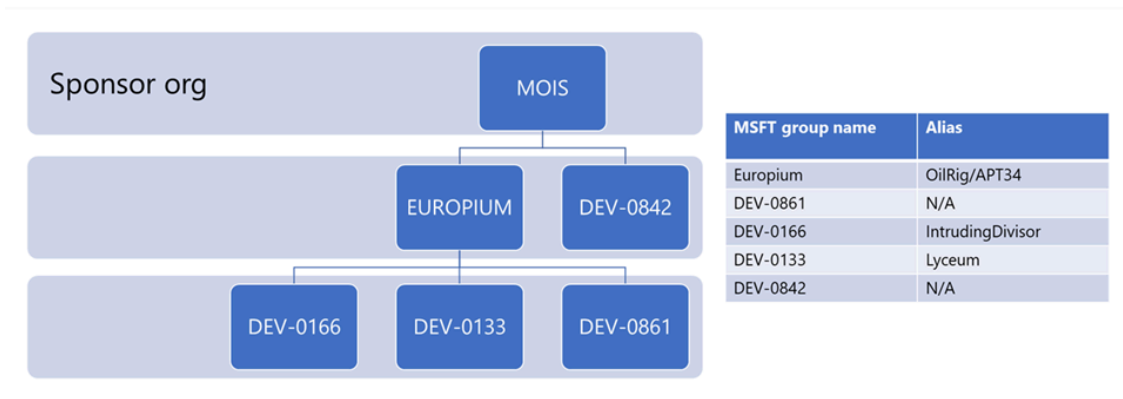 Sponsor org
MOIS
EUROPIUM
DEV-0842
DEV-0166
DEV-0133
DEV-0861
MSFT group name Alias
Europium OilRig/APT34
DEV-0861 N/A
DEV-0166 IntrudingDivisor
DEV-0133 Lyceum
DEV-0842 N/A